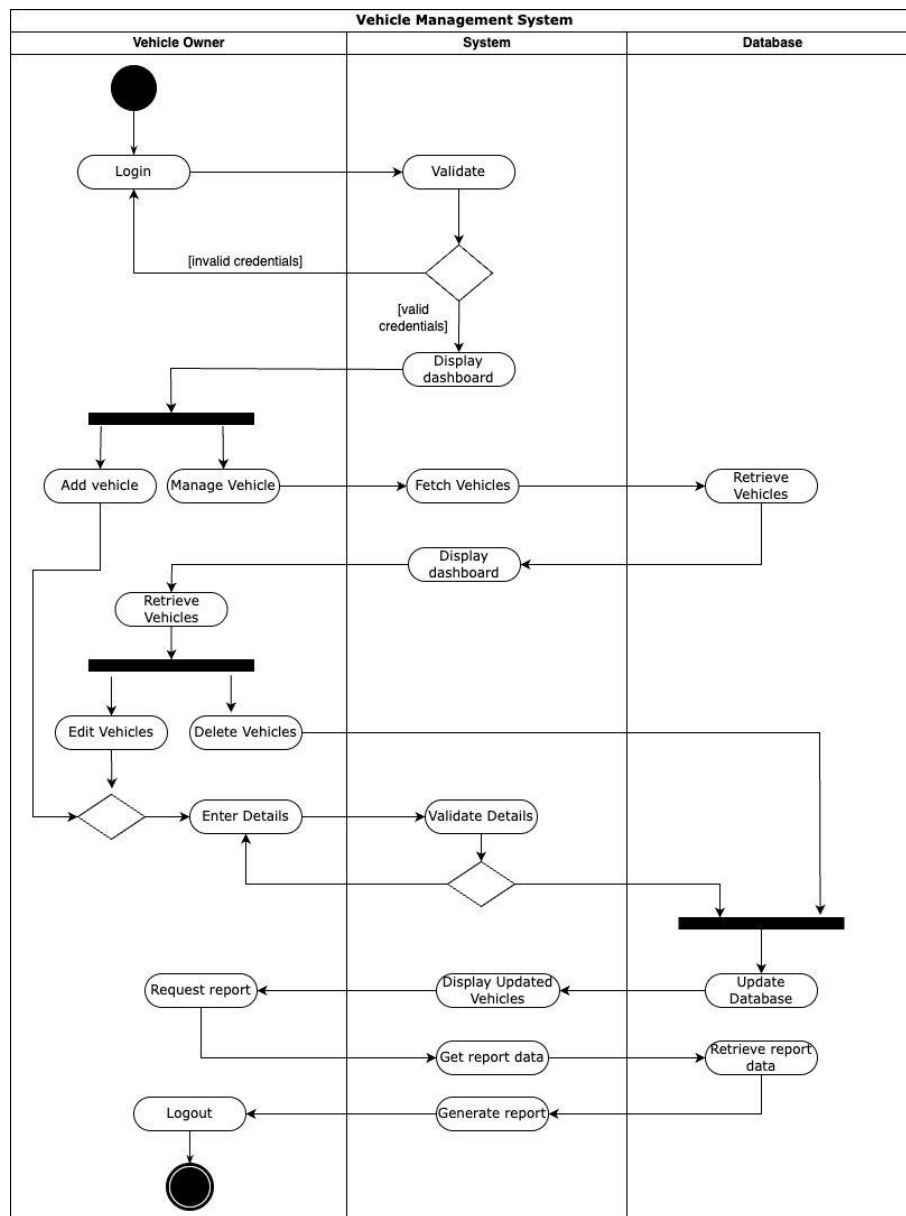 Vehicle Management System
Vehicle Owner
System
Database
Login
Validate
[invalid credentials]
[valid
credentials]
Display
dashboard
Add vehicle
Manage Vehicle
Fetch Vehicles
Retrieve
Vehicles
Display
dashboard
Retrieve
Vehicles
Edit Vehicles
Delete Vehicles
Enter Details
Validate Details
Request report
Display Updated
Vehicles
Update
Database
Get report data
Retrieve report
data
Logout
Generate report